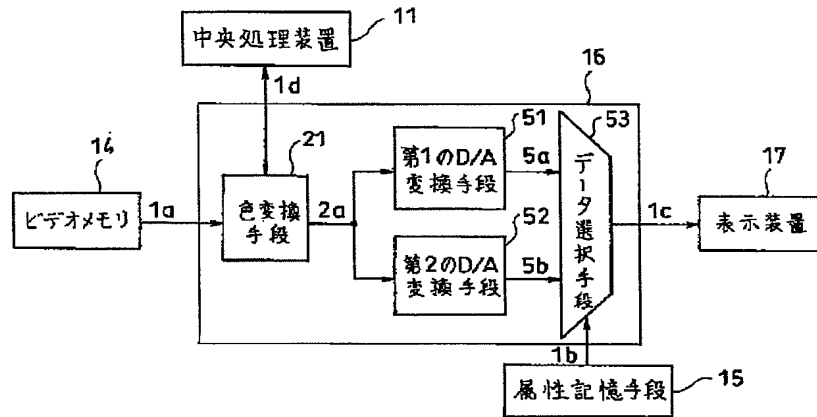 中央処理装置
11
1d
16
14
21
51
53
第1のD/A
変換手段
5a
ビデオメモリ
1a
色変換
手段
2a
データ選択手段
1c
17
表示装置
52
第2のD/A
変換手段
5b
1b
属性記憶手段
15